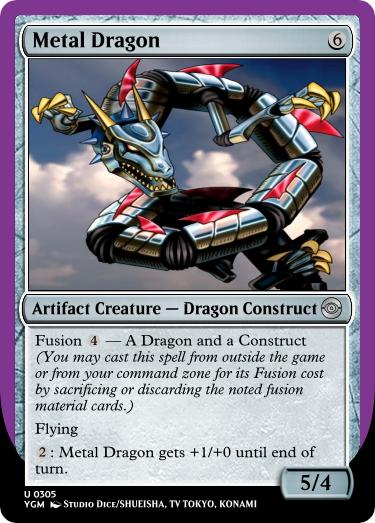 Metal Dragon 6
Artifact Creature — Dragon Construct
Fusion 4 — A Dragon and a Construct
(You may cast this spell from outside the game
or from your command zone for its Fusion cost
by sacrificing or discarding the noted fusion
material cards.)
Flying
2 : Metal Dragon gets +1/+0 until end of
turn.
5/4
U 0305
YGM Studio Dice/SHUEISHA, TV TOKYO, KONAMI